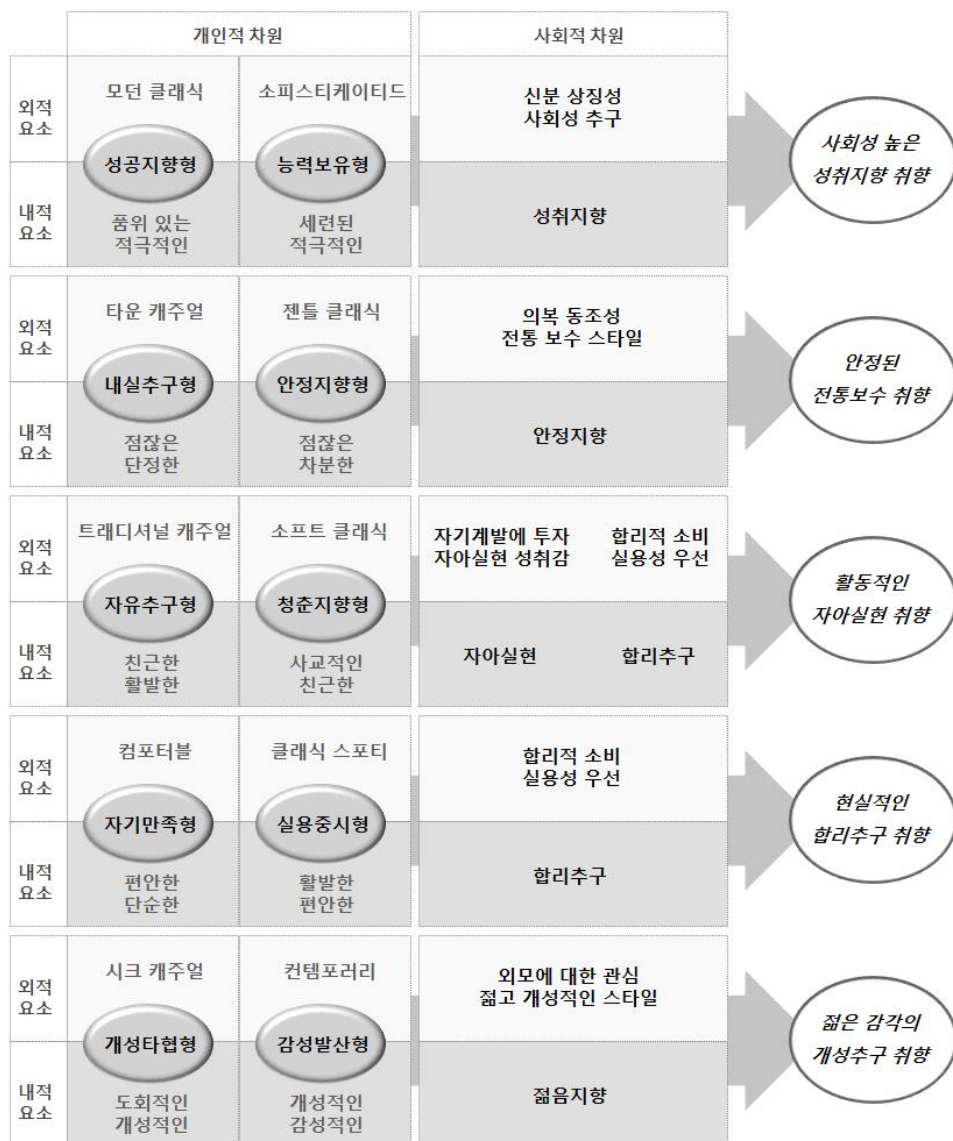 개인적 차원
사회적 차원
외적
요소
모던 클래식
소피스티케이티드
신분 상징성
사회성 추구
성공지향형
능력보유형
사회성 높은
성취지향 취향
내적
요소
품위 있는
적극적인
세련된
적극적인
성취지향
외적
요소
타운 캐주얼
젠틀 클래식
의복 동조성
전통 보수 스타일
내실추구형
안정지향형
안정된
전통보수 취향
내적
요소
점잖은
단정한
점잖은
차분한
안정지향
외적
요소
트래디셔널 캐주얼
소프트 클래식
자기계발에 투자
자아실현 성취감
합리적 소비
실용성 우선
자유추구형
청춘지향형
활동적인
자아실현 취향
내적
요소
친근한
활발한
사교적인
친근한
자아실현
합리추구
외적
요소
컴포터블
클래식 스포티
합리적 소비
실용성 우선
자기만족형
실용중시형
현실적인
합리추구 취향
내적
요소
편안한
단순한
활발한
편안한
합리추구
외적
요소
시크 캐주얼
컨템포러리
외모에 대한 관심
젊고 개성적인 스타일
개성타협형
감성발산형
젊은 감각의
개성추구 취향
내적
요소
도회적인
개성적인
개성적인
감성적인
젊음지향